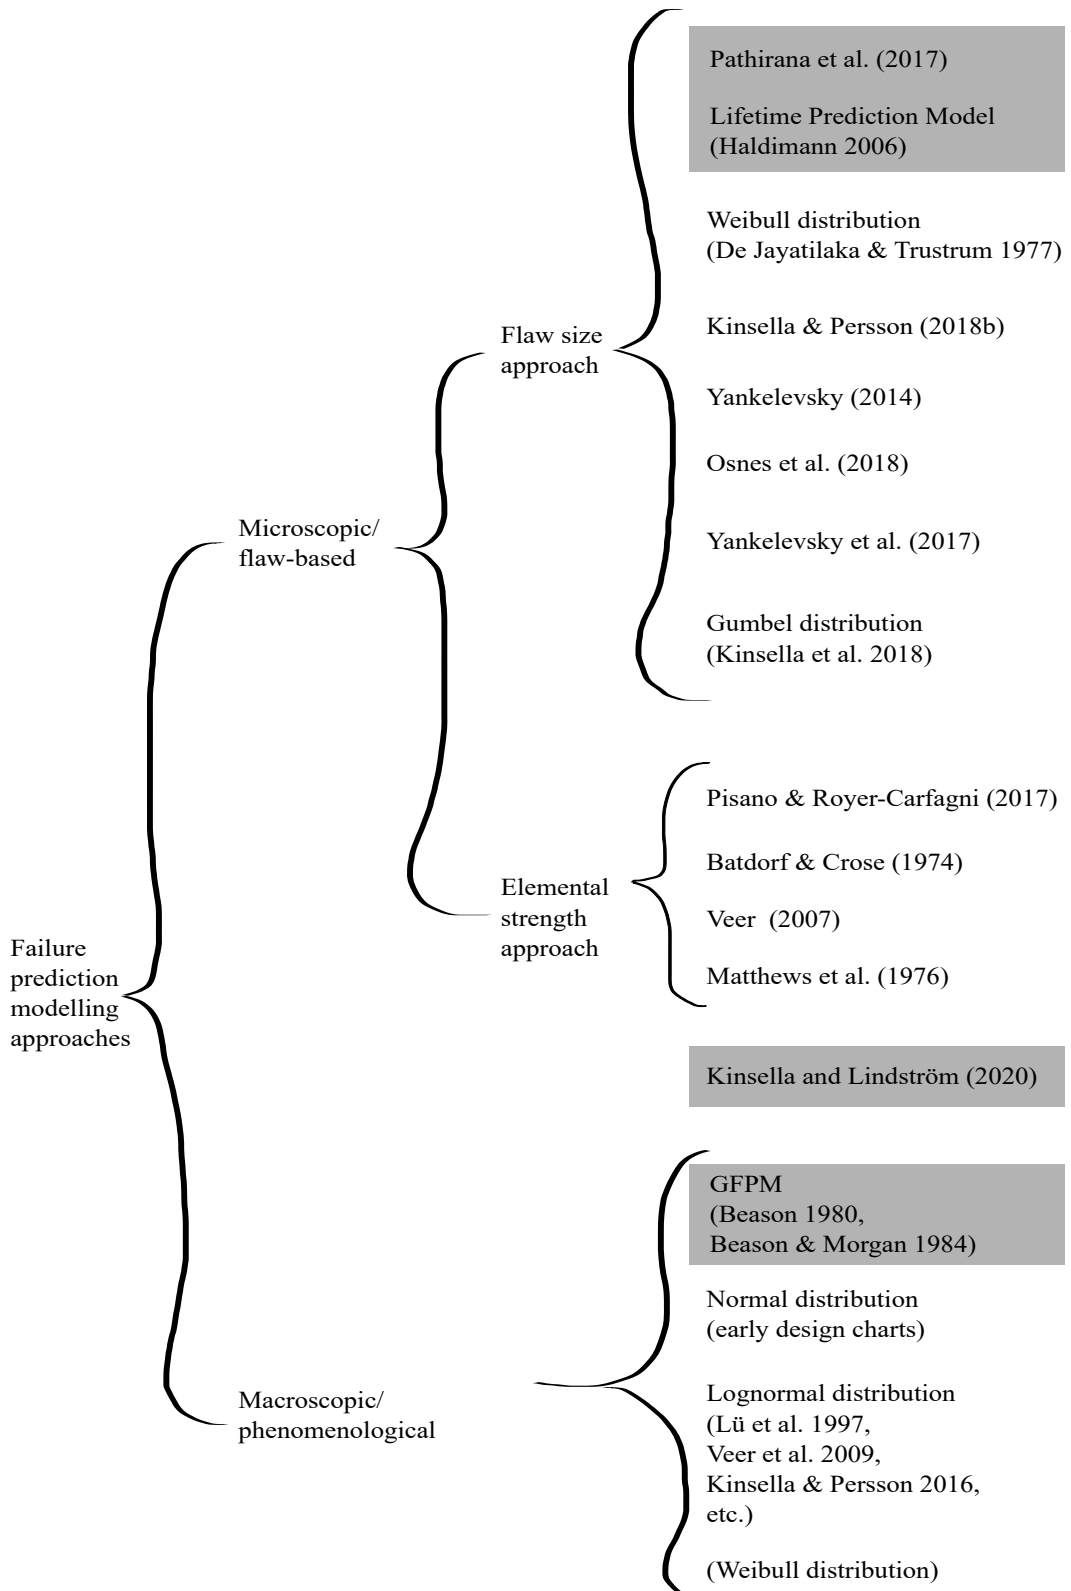 Pathirana et al. (2017)
Lifetime Prediction Model
(Haldimann 2006)
Weibull distribution
(De Jayatilaka & Trustrum 1977)
Flaw size
approach
Kinsella & Persson (2018b)
Yankelevsky (2014)
Osnes et al. (2018)
Yankelevsky et al. (2017)
Gumbel distribution
(Kinsella et al. 2018)
Microscopic/
flaw-based
Elemental
strength
approach
Pisano & Royer-Carfagni (2017)
Batdorf & Crose (1974)
Veer (2007)
Matthews et al. (1976)
Failure
prediction
modelling
approaches
Kinsella and Lindström (2020)
Macroscopic/
phenomenological
GFPM
(Beason 1980,
Beason & Morgan 1984)
Normal distribution
(early design charts)
Lognormal distribution
(Lü et al. 1997,
Veer et al. 2009,
Kinsella & Persson 2016,
etc.)
(Weibull distribution)